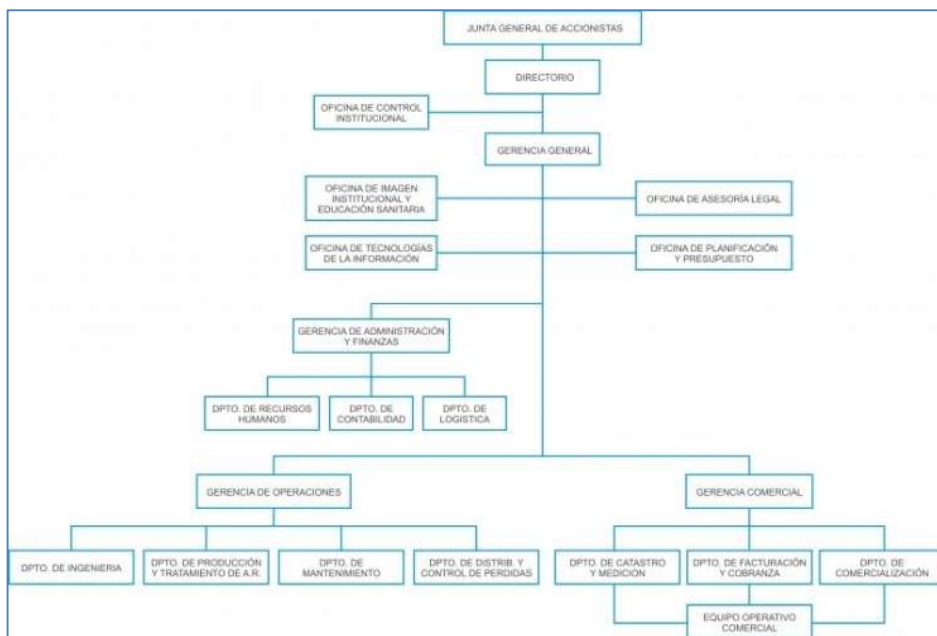 JUNTA GENERAL DE ACCIONISTAS
DIRECTORIO
OFICINA DE CONTROL
INSTITUCIONAL
GERENCIA GENERAL
OFICINA DE IMAGEN
INSTITUCIONAL Y
EDUCACIÓN SANITARIA
OFICINA DE ASESORÍA LEGAL
OFICINA DE TECNOLOGÍAS
DE LA INFORMACIÓN
OFICINA DE PLANIFICACIÓN
Y PRESUPUESTO
GERENCIA DE ADMINISTRACIÓN
Y FINANZAS
DPTO. DE RECURSOS
HUMANOS
DPTO. DE
CONTABILIDAD
DPTO. DE
LOGISTICA
GERENCIA DE OPERACIONES
GERENCIA COMERCIAL
DPTO. DE INGENIERIA
DPTO. DE PRODUCCIÓN
Y TRATAMIENTO DE A.R.
DPTO. DE
MANTENIMIENTO
DPTO. DE DISTRIB. Y
CONTROL DE PERDIDAS
DPTO. DE CATASTRO
Y MEDICIÓN
DPTO. DE FACTURACIÓN
Y COBRANZA
DPTO. DE
COMERCIALIZACIÓN
EQUIPO OPERATIVO
COMERCIAL